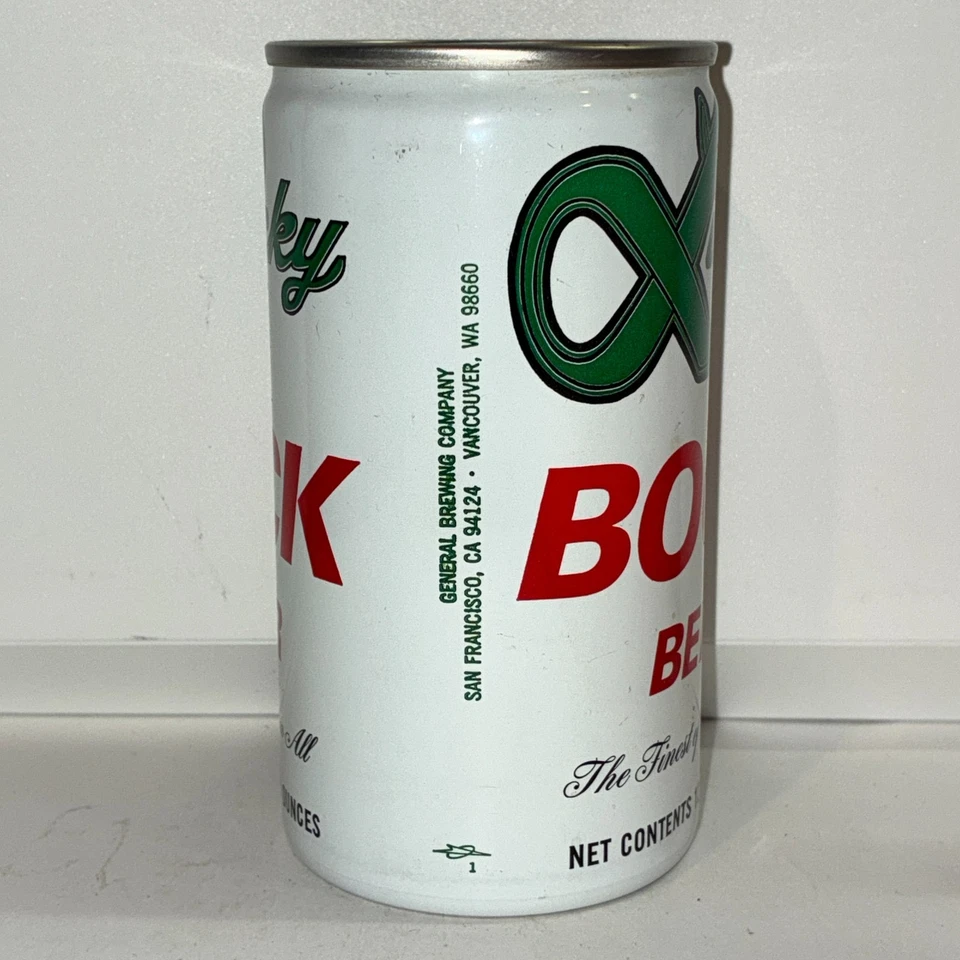 ky
CK
All
OUNCES
GENERAL BREWING COMPANY
SAN FRANCISCO, CA 94124 · VANCOUVER, WA 98660
1
BO
BE
The Finest
NET CONTENTS